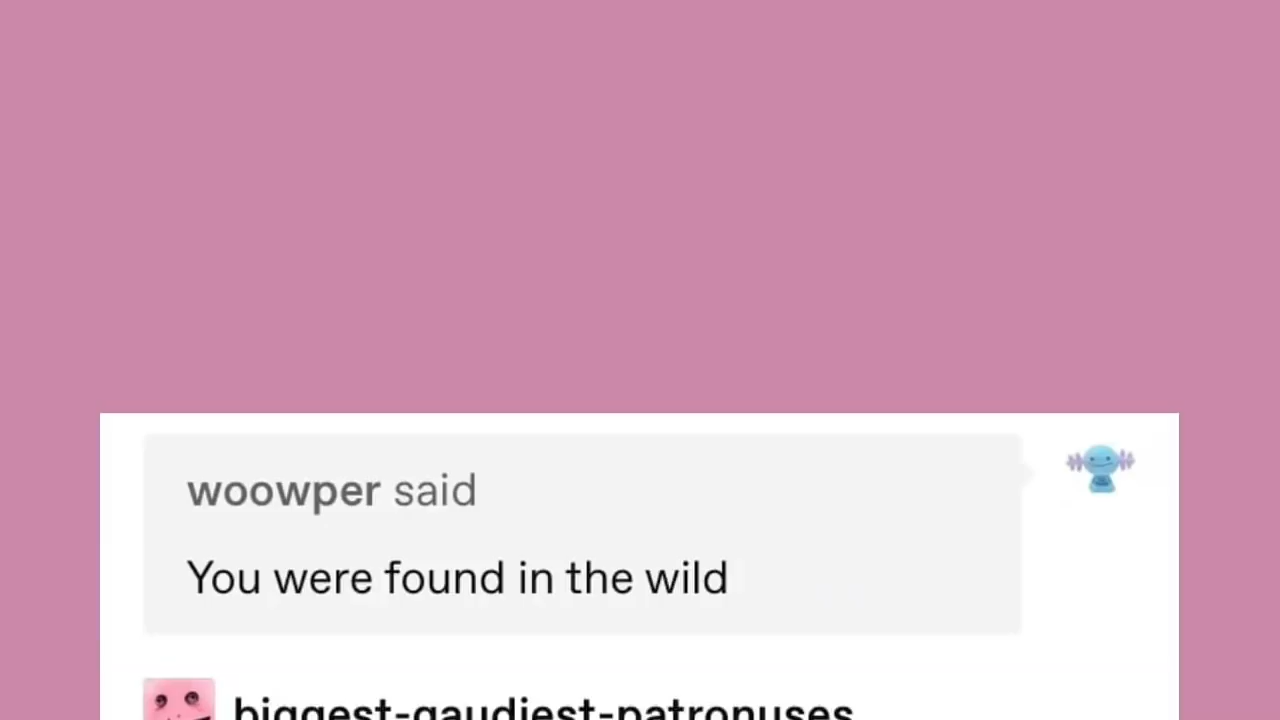 woowper said
You were found in the wild
biggest-gaudiest-patronuses